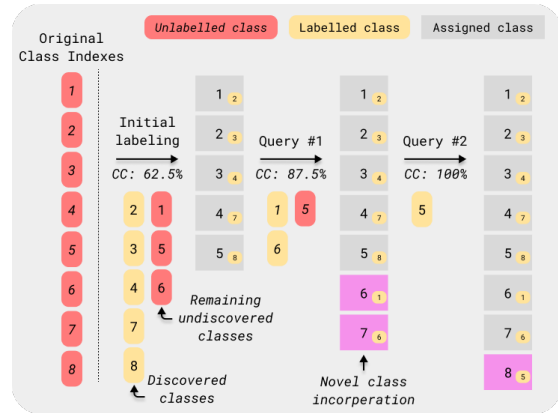 Original
Class Indexes
Unlabelled class
Labelled class
Assigned class
1
2
3
4
5
6
7
8
Initial
labeling
CC: 62.5%
2 1
3 5
4 6
7
8
Remaining
undiscovered
classes
Discovered
classes
1 2
2 3
3 4
4 7
5 8
Query #1
CC: 87.5%
1 5
6
1 2
2 3
3 4
4 7
5 8
6 1
7 6
Novel class
incorperation
Query #2
CC: 100%
5
1 2
2 3
3 4
4 7
5 8
6 1
7 6
8 5